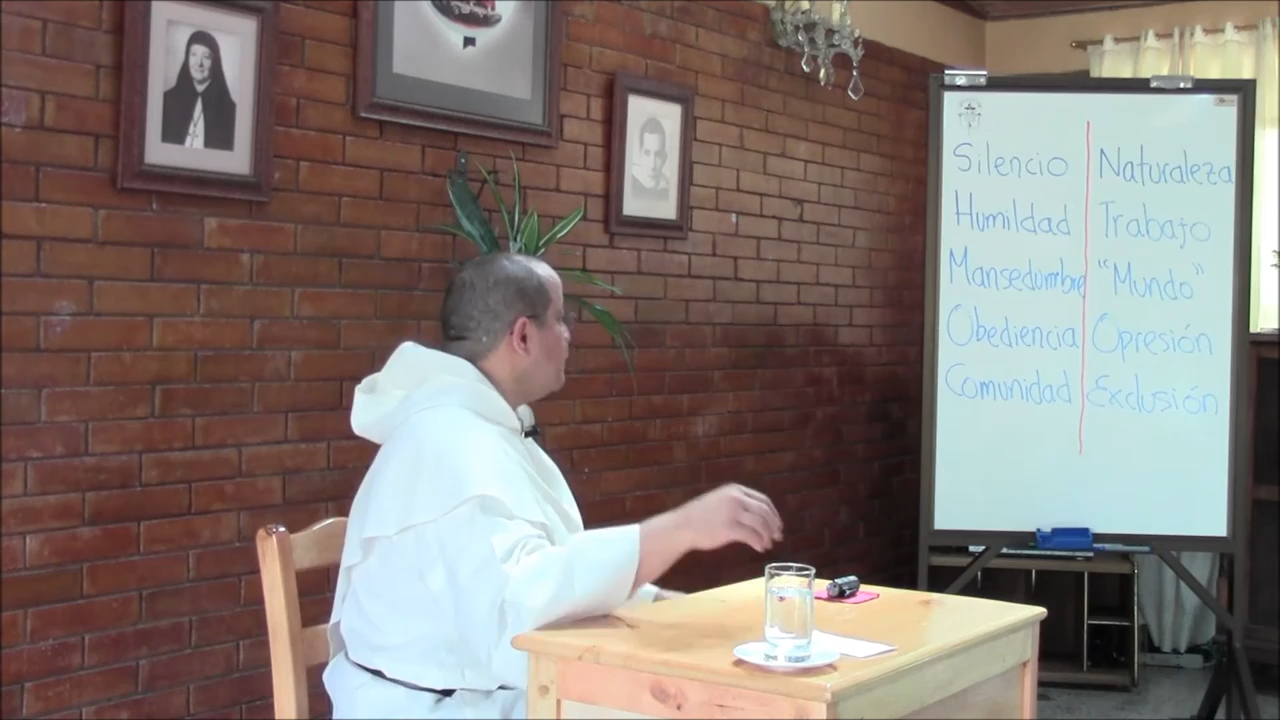 Silencio Naturaleza
Humildad Trabajo
Mansedumbre "Mundo"
Obediencia Opresión
Comunidad Exclusión